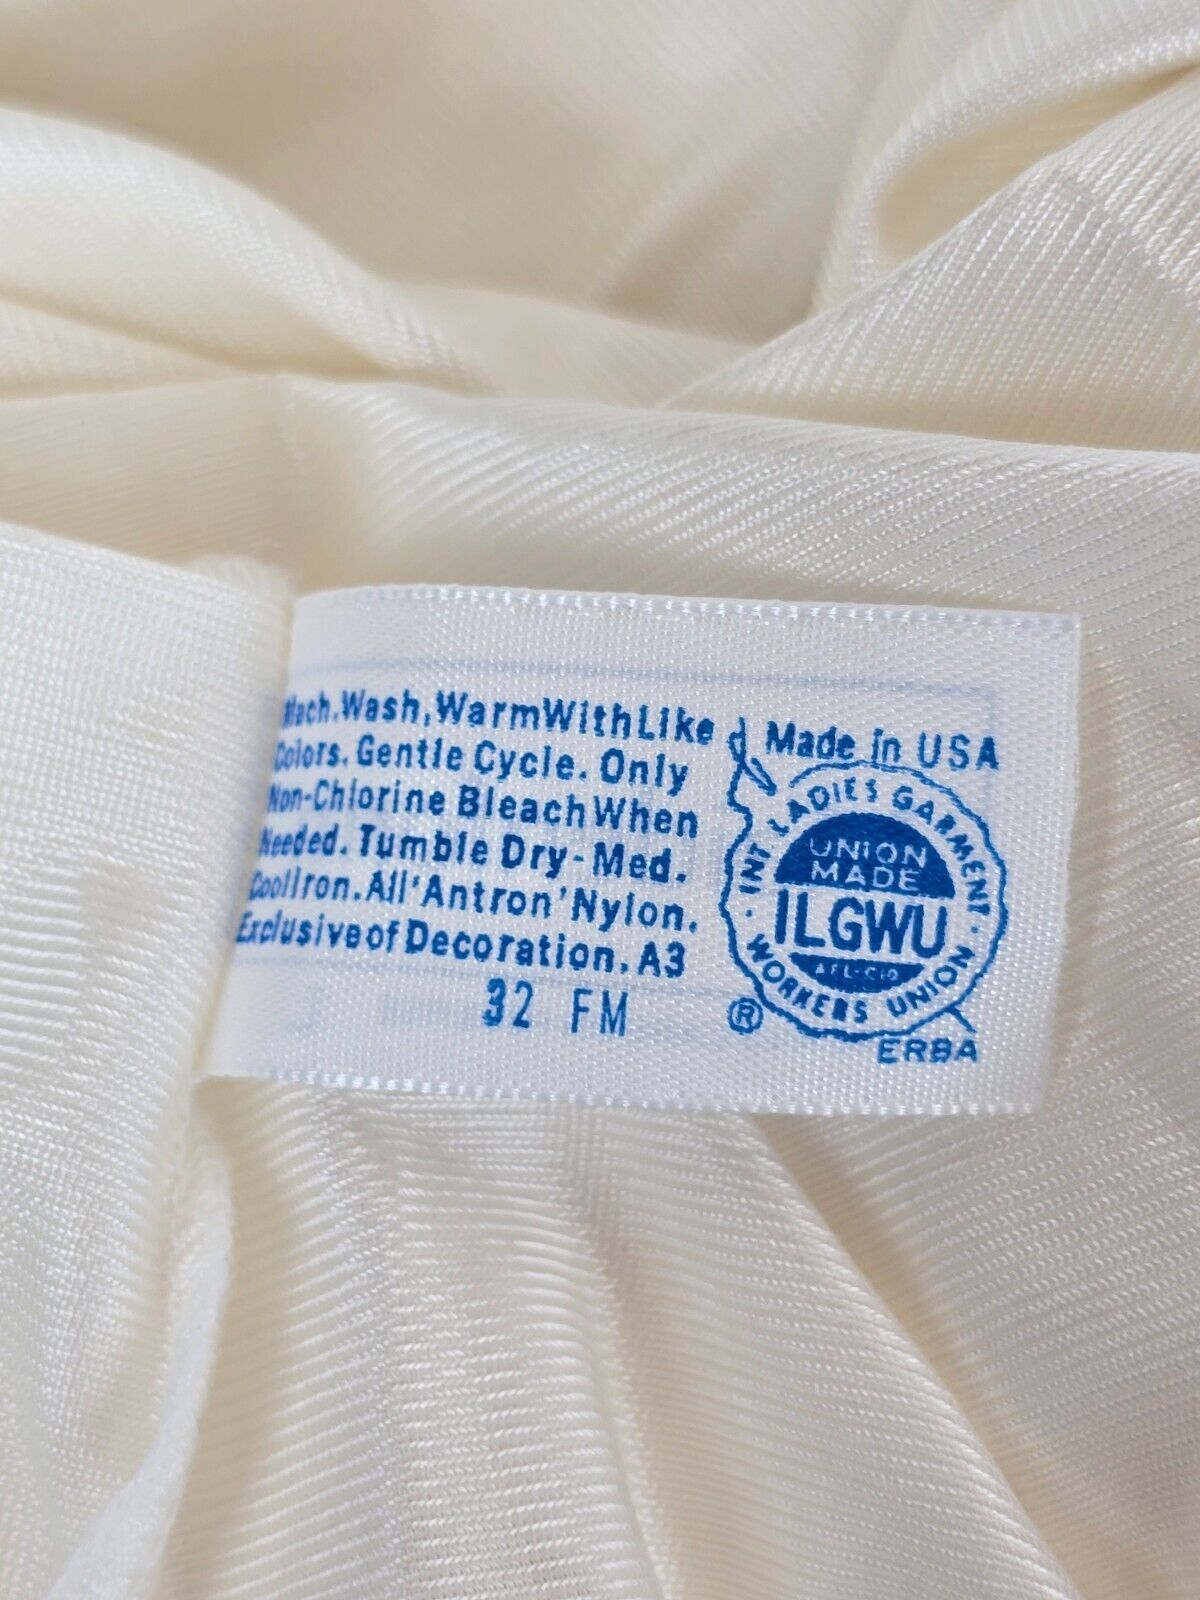 Mach. Wash, Warm With Like
Colors. Gentle Cycle. Only
Non-Chlorine Bleach When
Needed. Tumble Dry-Med.
Cool Iron. All 'Antron' Nylon.
Exclusive of Decoration. A3
32 FM
Made in USA
INT LADIES GARMENT
WORKERS UNION
UNION
MADE
ILGWU
AFL-CIO
®
ERBA